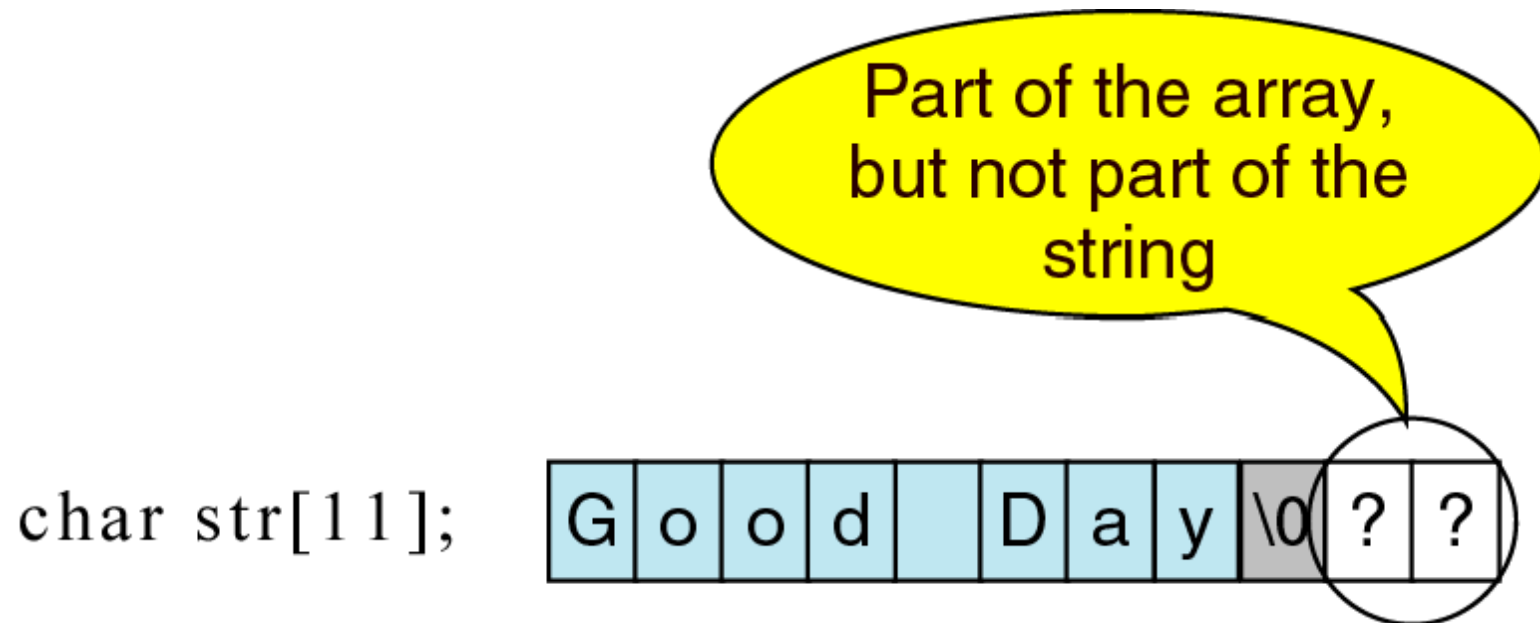 Part of the array,
but not part of the
string
char str[11];
G o o d D a y \0 ? ?